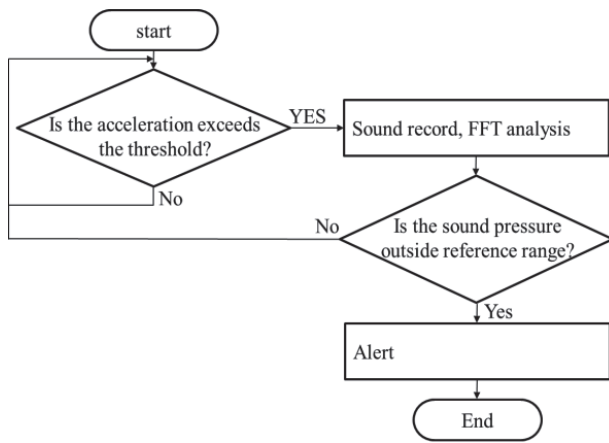 start
Is the acceleration exceeds
the threshold?
YES
No
Sound record, FFT analysis
Is the sound pressure
outside reference range?
No
Yes
Alert
End